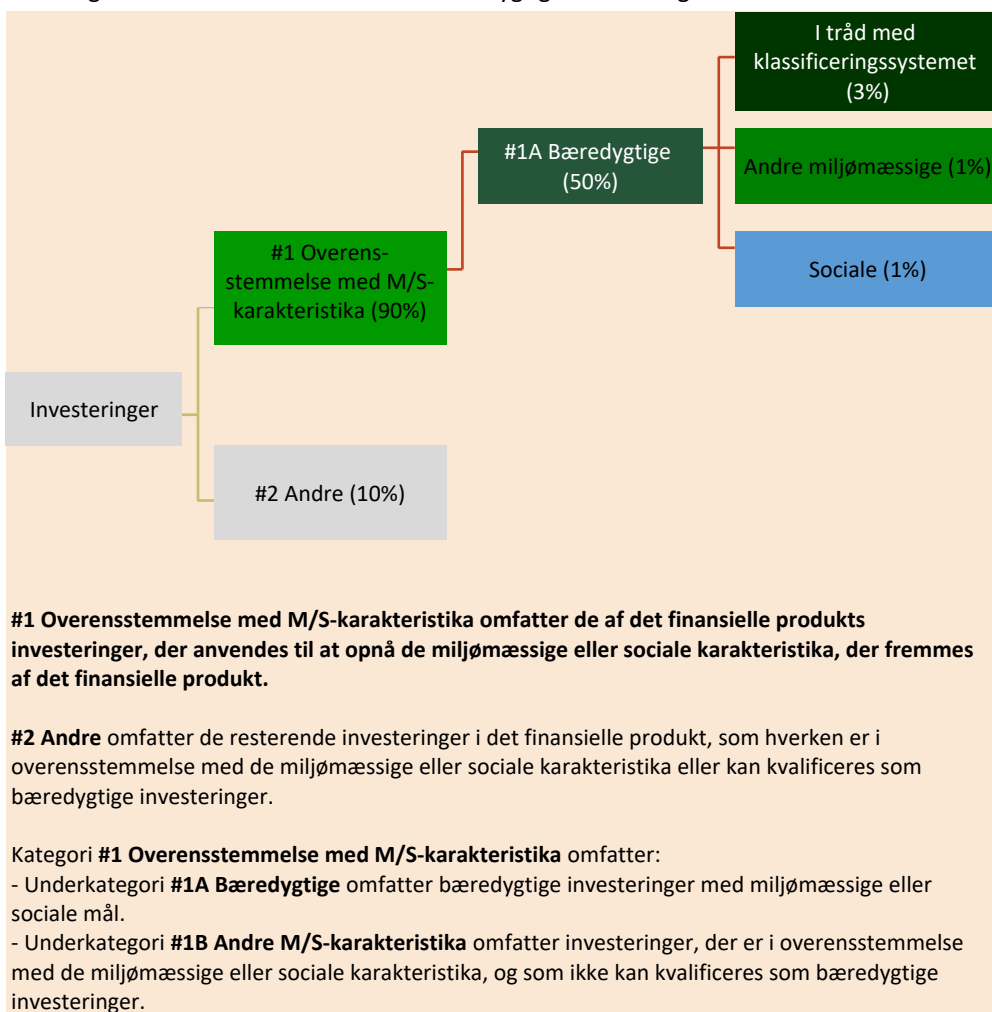 I tråd med
klassificeringssystemet
(3%)
#1A Bæredygtige
(50%)
Andre miljømæssige (1%)
Sociale (1%)
#1 Overens-
stemmelse med M/S-
karakteristika (90%)
Investeringer
#2 Andre (10%)
#1 Overensstemmelse med M/S-karakteristika omfatter de af det finansielle produkts
investeringer, der anvendes til at opnå de miljømæssige eller sociale karakteristika, der fremmes
af det finansielle produkt.
#2 Andre omfatter de resterende investeringer i det finansielle produkt, som hverken er i
overensstemmelse med de miljømæssige eller sociale karakteristika eller kan kvalificeres som
bæredygtige investeringer.
Kategori #1 Overensstemmelse med M/S-karakteristika omfatter:
- Underkategori #1A Bæredygtige omfatter bæredygtige investeringer med miljømæssige eller
sociale mål.
- Underkategori #1B Andre M/S-karakteristika omfatter investeringer, der er i overensstemmelse
med de miljømæssige eller sociale karakteristika, og som ikke kan kvalificeres som bæredygtige
investeringer.